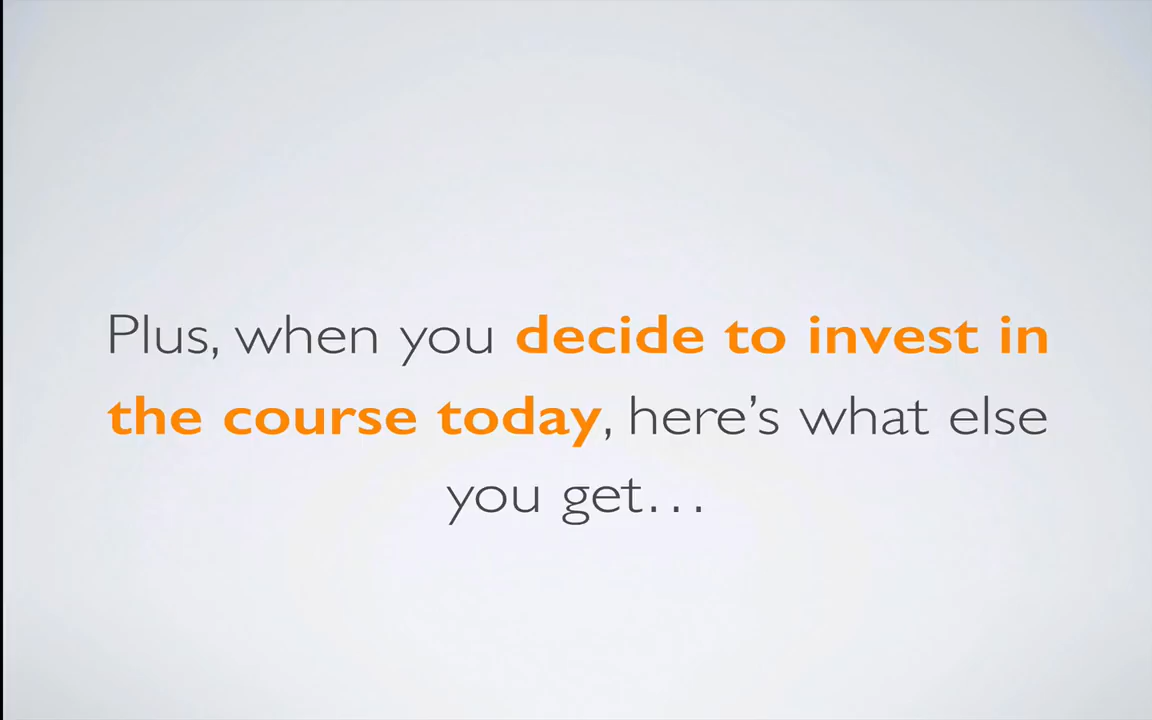 Plus, when you decide to invest in
the course today, here’s what else
you get…